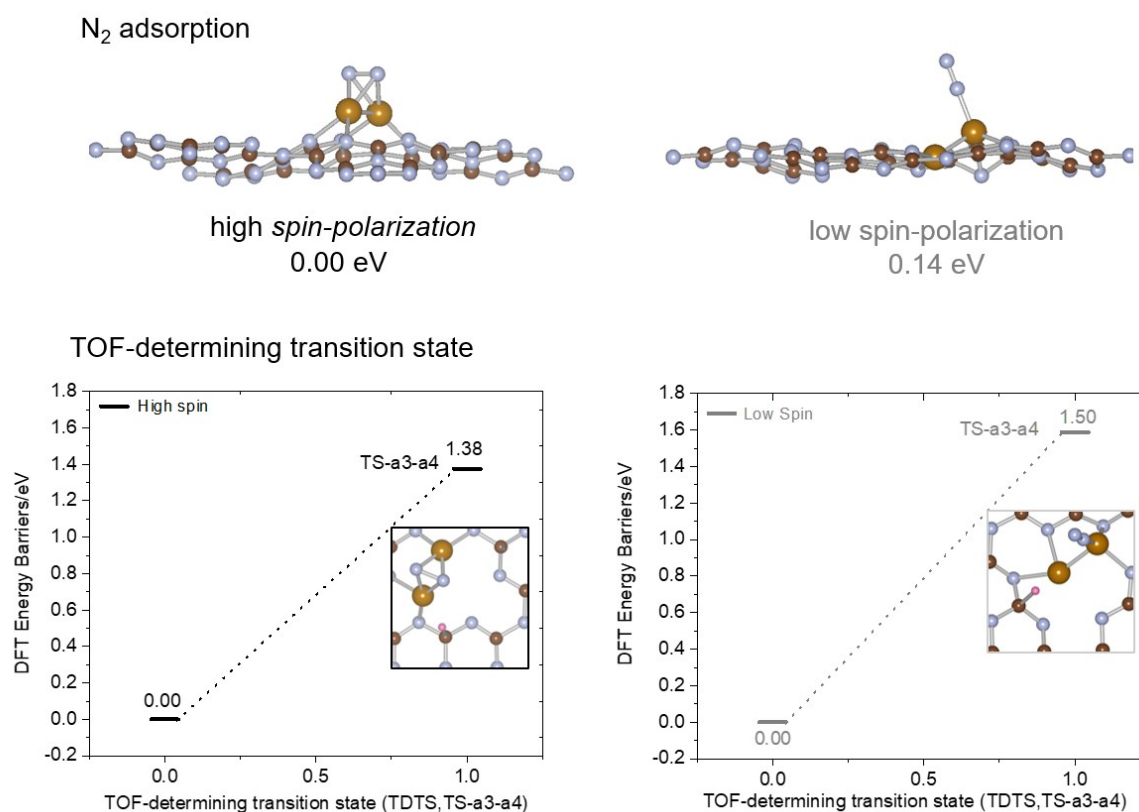 N₂ adsorption
high spin-polarization
0.00 eV
low spin-polarization
0.14 eV
TOF-determining transition state
1.8
1.6
1.4
1.2
1.0
0.8
0.6
0.4
0.2
0.0
-0.2
DFT Energy Barriers/eV
High spin
1.38
TS-a3-a4
0.00
0.0
0.5
1.0
TOF-determining transition state (TDTS,TS-a3-a4)
1.8
1.6
1.4
1.2
1.0
0.8
0.6
0.4
0.2
0.0
-0.2
DFT Energy Barriers/eV
Low Spin
1.50
TS-a3-a4
0.00
0.0
0.5
1.0
TOF-determining transition state (TDTS,TS-a3-a4)